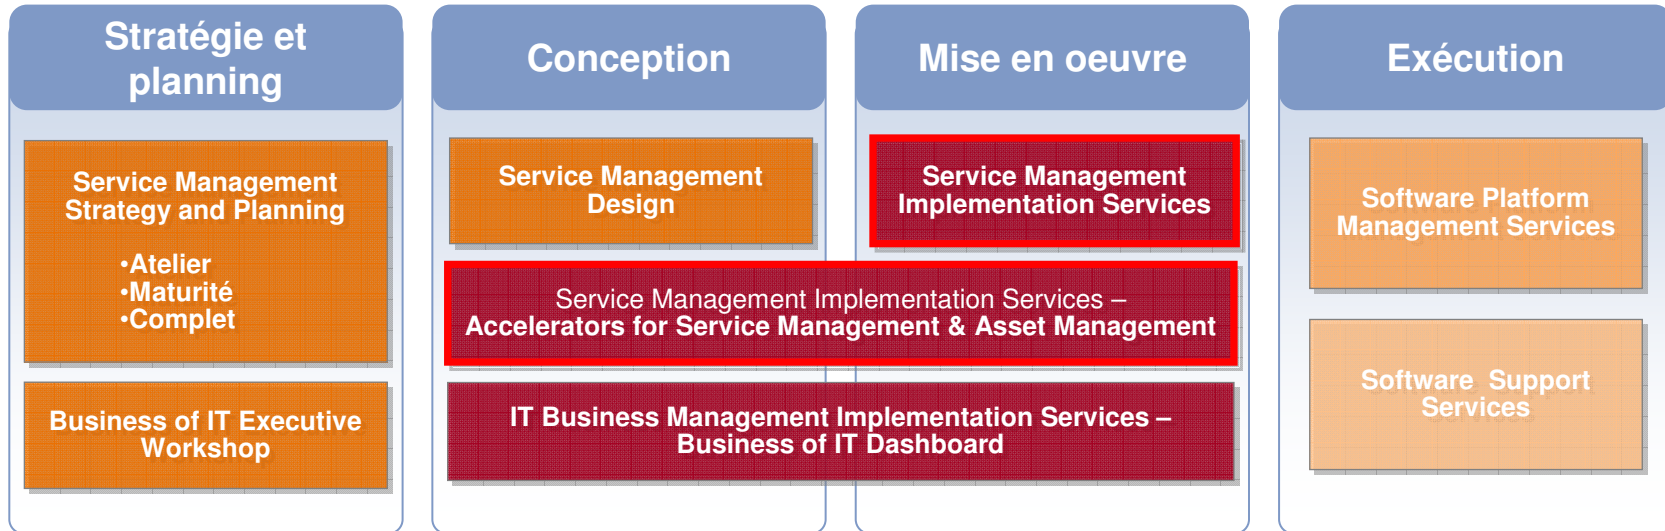 Stratégie et
planning
Service Management
Strategy and Planning
•Atelier
•Maturité
•Complet
Business of IT Executive
Workshop
Conception
Mise en oeuvre
Service Management
Design
Service Management
Implementation Services
Service Management Implementation Services –
Accelerators for Service Management & Asset Management
IT Business Management Implementation Services –
Business of IT Dashboard
Exécution
Software Platform
Management Services
Software Support
Services